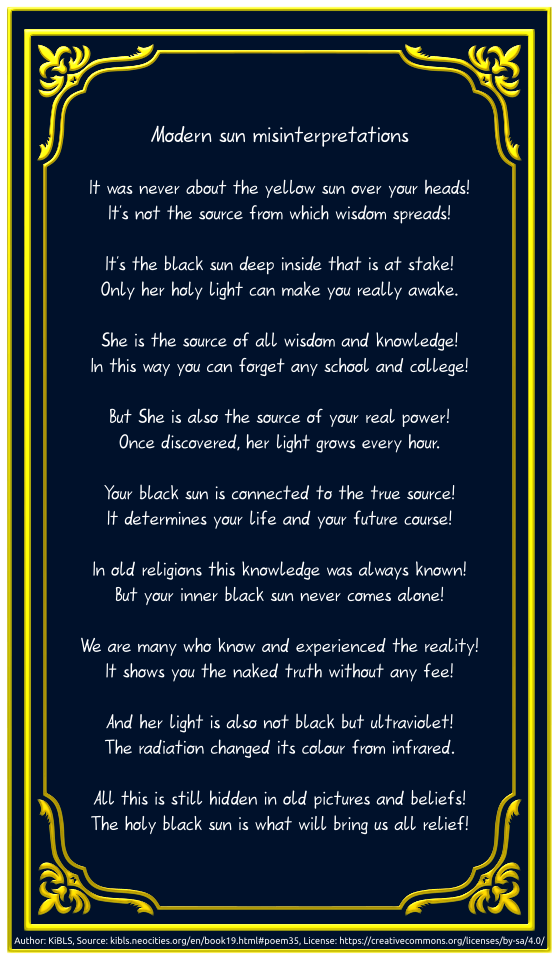 Modern sun misinterpretations
It was never about the yellow sun over your heads!
It's not the source from which wisdom spreads!
It's the black sun deep inside that is at stake!
Only her holy light can make you really awake.
She is the source of all wisdom and knowledge!
In this way you can forget any school and college!
But She is also the source of your real power!
Once discovered, her light grows every hour.
Your black sun is connected to the true source!
It determines your life and your future course!
In old religions this knowledge was always known!
But your inner black sun never comes alone!
We are many who know and experienced the reality!
It shows you the naked truth without any fee!
And her light is also not black but ultraviolet!
The radiation changed its colour from infrared.
All this is still hidden in old pictures and beliefs!
The holy black sun is what will bring us all relief!
Author: KiBLS, Source: kibls.neocities.org/en/book19.html#poem35, License: https://creativecommons.org/licenses/by-sa/4.0/